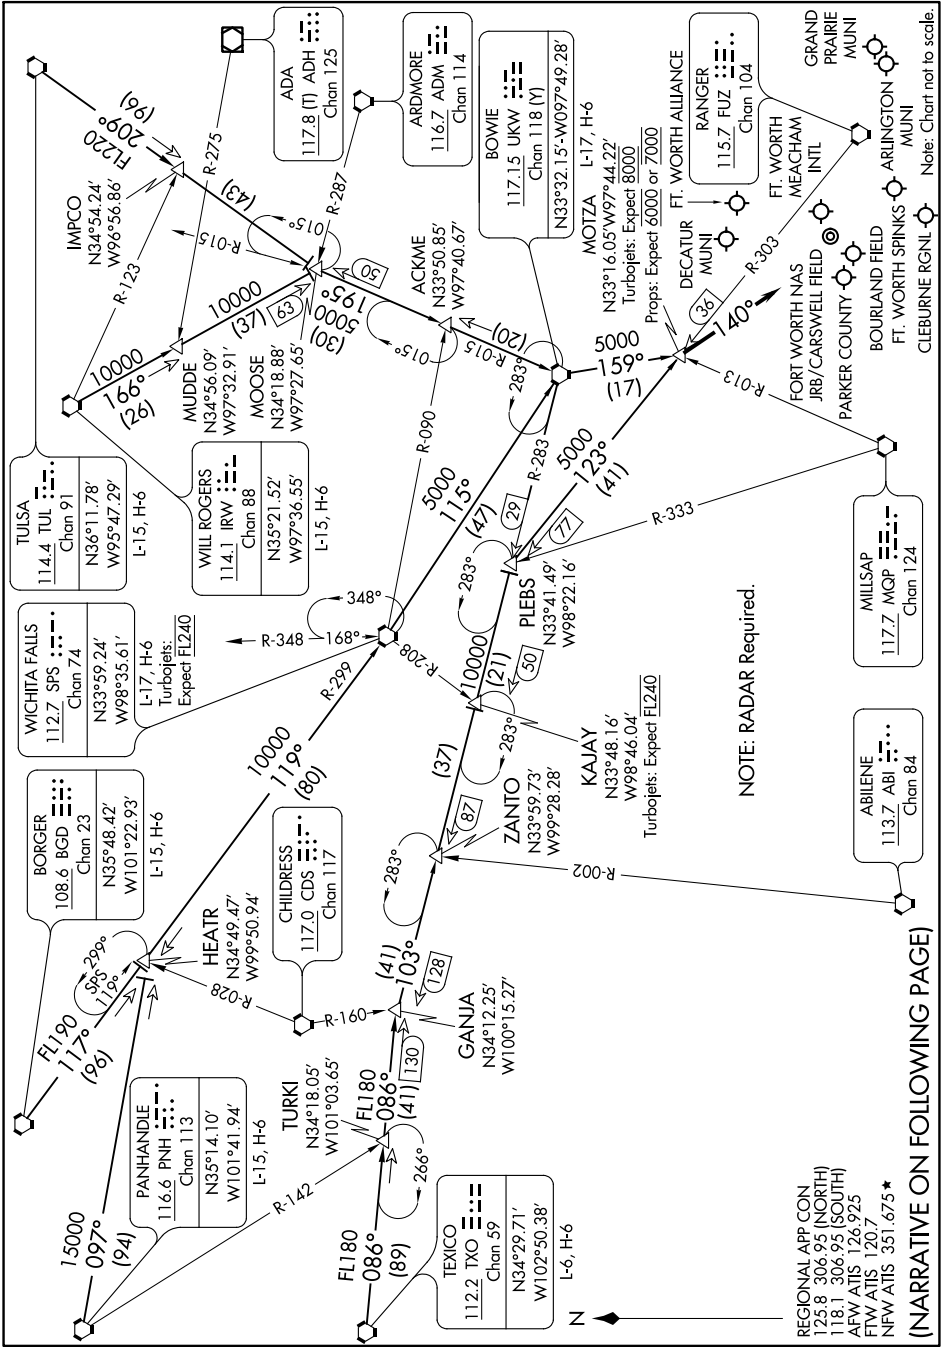 TULSA
114.4 TUL
Chan 91
N36°11.78′
W95°47.29′
L-15, H-6
WILL ROGERS
114.1 IRW
Chan 88
N35°21.52′
W97°36.55′
L-15, H-6
WICHITA FALLS
112.7 SPS
Chan 74
N33°59.24′
W98°35.61′
L-17, H-6
Turbojets:
Expect FL240
BORGER
108.6 BGD
Chan 23
N35°48.42′
W101°22.93′
L-15, H-6
PANHANDLE
116.6 PNH
Chan 113
N35°14.10′
W101°41.94′
L-15, H-6
CHILDRESS
117.0 CDS
Chan 117
TEXICO
112.2 TXO
Chan 59
N34°29.71′
W102°50.38′
L-6, H-6
ADA
117.8 (T) ADH
Chan 125
ARDMORE
116.7 ADM
Chan 114
BOWIE
117.15 UKW
Chan 118 (Y)
N33°32.15′-W097°49.28′
L-17, H-6
RANGER
115.7 FUZ
Chan 104
MILLSAP
117.7 MQP
Chan 124
ABILENE
113.7 ABI
Chan 84
IMPCO
N34°54.24′
W96°56.86′
MUDDE
N34°56.09′
W97°32.91′
MOOSE
N34°18.88′
W97°27.65′
ACKME
N33°50.85′
W97°40.67′
MOTZA
N33°16.05′W97°44.22′
Turbojets: Expect 8000
Props: Expect 6000 or 7000
HEATR
N34°49.47′
W99°50.94′
TURKI
N34°18.05′
W101°03.65′
GANJA
N34°12.25′
W100°15.27′
ZANTO
N33°59.73′
W99°28.28′
KAJAY
N33°48.16′
W98°46.04′
Turbojets: Expect FL240
PLEBS
N33°41.49′
W98°22.16′
FL220
209°
(96)
R-275
R-123
10000
166°
(26)
10000
(37)
63
(43)
R-015
015°
R-287
50
195°
5000
(30)
015°
R-015
(20)
R-090
283°
5000
159°
(17)
36
140°
R-303
R-013
5000
115°
(47)
R-283
29
5000
123°
(41)
77
R-333
283°
348°
R-348
168°
R-208
R-299
10000
(21)
50
283°
(37)
87
283°
R-002
10000
119°
(80)
299°
SPS
119°
FL190
117°
(96)
R-028
R-160
(41)
103°
128
130
FL180
086°
(41)
266°
FL180
086°
(89)
R-142
15000
097°
(94)
FT. WORTH ALLIANCE
DECATUR
MUNI
FT. WORTH
MEACHAM
INTL
GRAND
PRAIRIE
MUNI
ARLINGTON
MUNI
FORT WORTH NAS
JRB/CARSWELL FIELD
PARKER COUNTY
BOURLAND FIELD
FT. WORTH SPINKS
CLEBURNE RGNL
Note: Chart not to scale.
NOTE: RADAR Required.
N
REGIONAL APP CON
125.8 306.95 (NORTH)
118.1 306.95 (SOUTH)
AFW ATIS 126.925
FTW ATIS 120.7
NFW ATIS 351.675★
(NARRATIVE ON FOLLOWING PAGE)